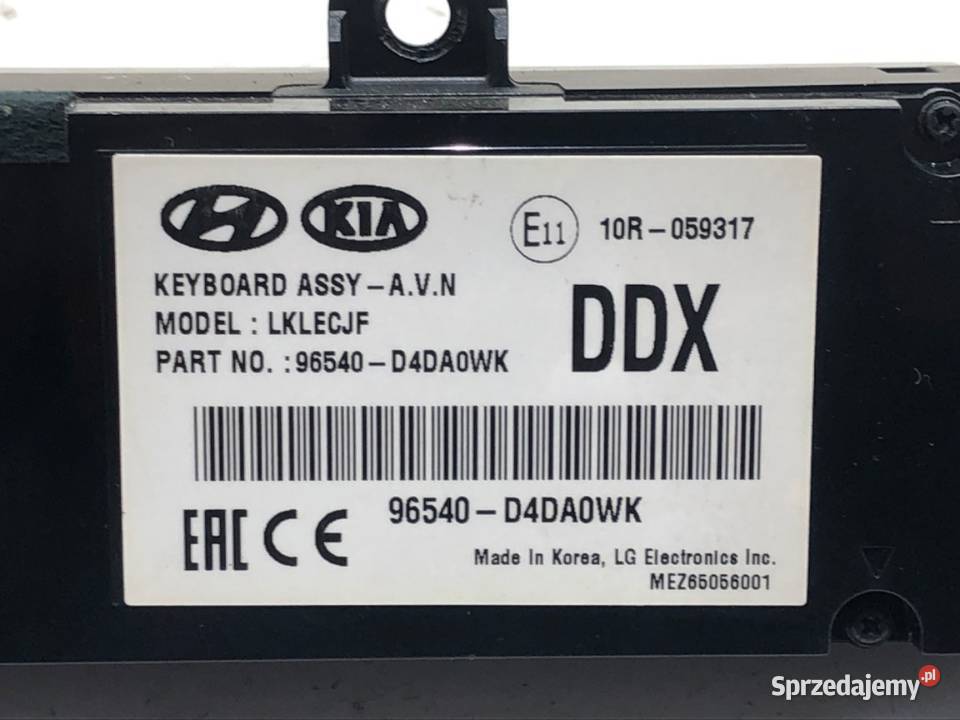 KIA
E11 10R-059317
KEYBOARD ASSY-A.V.N
MODEL : LKLECJF
DDX
PART NO. : 96540-D4DA0WK
96540-D4DA0WK
EAC CE
Made In Korea, LG Electronics Inc.
MEZ65056001
Sprzedajemy.pl